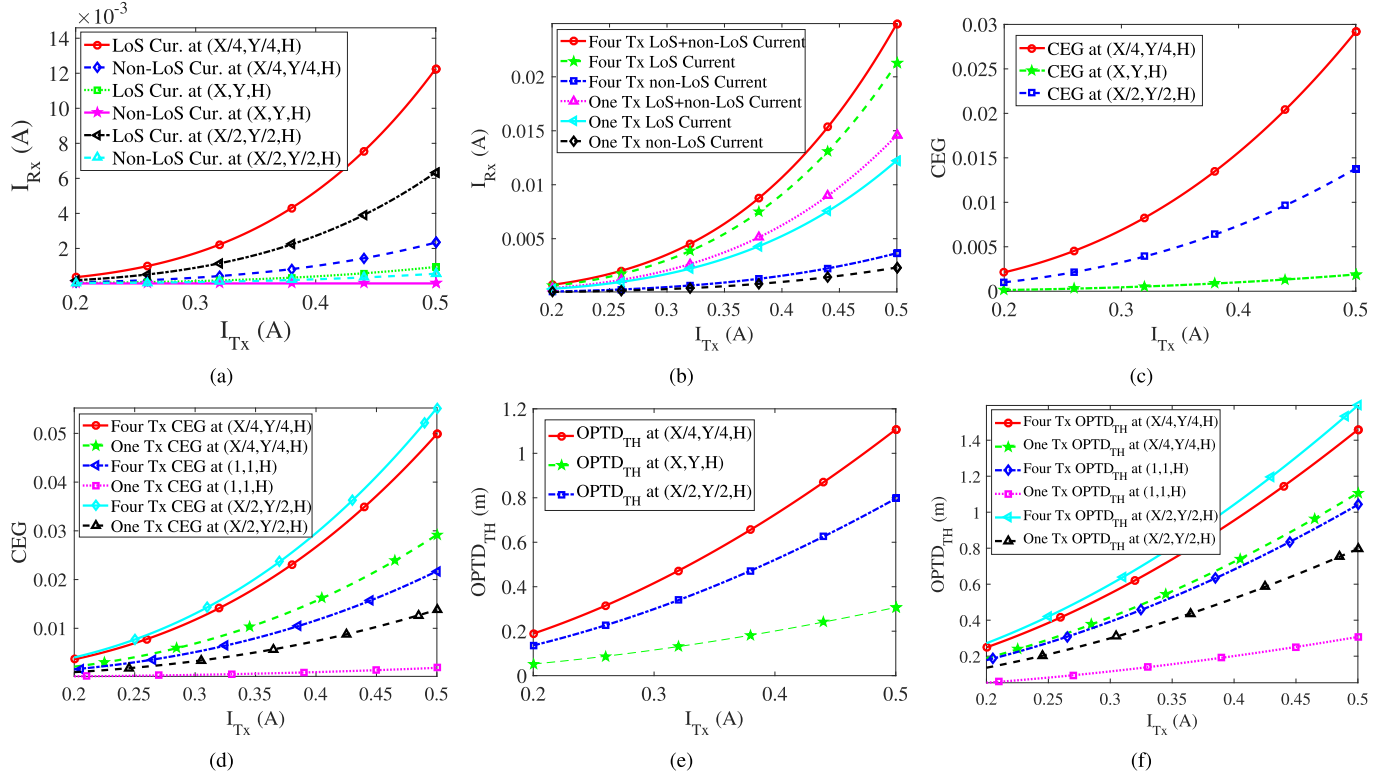 ×10⁻³
14
12
10
8
6
4
2
I_Rx (A)
LoS Cur. at (X/4,Y/4,H)
Non-LoS Cur. at (X/4,Y/4,H)
LoS Cur. at (X,Y,H)
Non-LoS Cur. at (X,Y,H)
LoS Cur. at (X/2,Y/2,H)
Non-LoS Cur. at (X/2,Y/2,H)
0.2 0.3 0.4 0.5
I_Tx (A)
(a)
0.02
0.015
0.01
0.005
I_Rx (A)
Four Tx LoS+non-LoS Current
Four Tx LoS Current
Four Tx non-LoS Current
One Tx LoS+non-LoS Current
One Tx LoS Current
One Tx non-LoS Current
0.2 0.25 0.3 0.35 0.4 0.45 0.5
I_Tx (A)
(b)
0.03
0.025
0.02
0.015
0.01
0.005
0
CEG
CEG at (X/4,Y/4,H)
CEG at (X,Y,H)
CEG at (X/2,Y/2,H)
0.2 0.3 0.4 0.5
I_Tx (A)
(c)
0.05
0.04
0.03
0.02
0.01
CEG
Four Tx CEG at (X/4,Y/4,H)
One Tx CEG at (X/4,Y/4,H)
Four Tx CEG at (1,1,H)
One Tx CEG at (1,1,H)
Four Tx CEG at (X/2,Y/2,H)
One Tx CEG at (X/2,Y/2,H)
0.2 0.25 0.3 0.35 0.4 0.45 0.5
I_Tx (A)
(d)
1.2
1
0.8
0.6
0.4
0.2
0
OPTD_TH (m)
OPTD_TH at (X/4,Y/4,H)
OPTD_TH at (X,Y,H)
OPTD_TH at (X/2,Y/2,H)
0.2 0.3 0.4 0.5
I_Tx (A)
(e)
1.4
1.2
1
0.8
0.6
0.4
0.2
OPTD_TH (m)
Four Tx OPTD_TH at (X/4,Y/4,H)
One Tx OPTD_TH at (X/4,Y/4,H)
Four Tx OPTD_TH at (1,1,H)
One Tx OPTD_TH at (1,1,H)
Four Tx OPTD_TH at (X/2,Y/2,H)
One Tx OPTD_TH at (X/2,Y/2,H)
0.2 0.25 0.3 0.35 0.4 0.45 0.5
I_Tx (A)
(f)